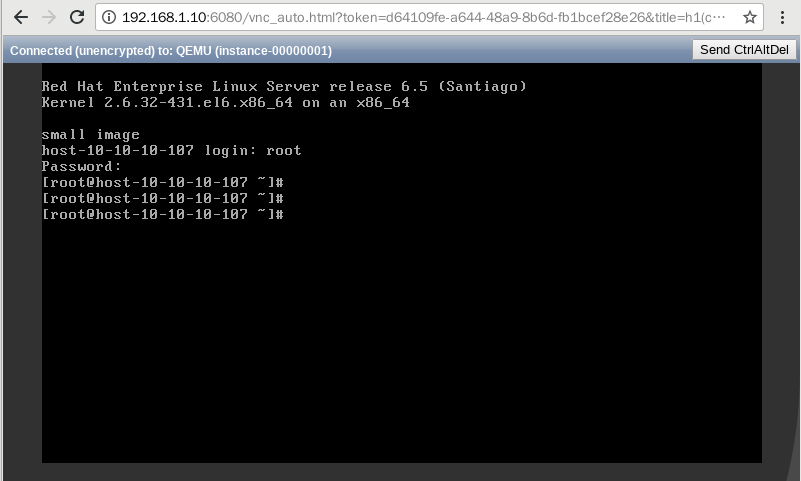 192.168.1.10:6080/vnc_auto.html?token=d64109fe-a644-48a9-8b6d-fb1bcef28e26&title=h1(c…
Connected (unencrypted) to: QEMU (instance-00000001)
Send CtrlAltDel
Red Hat Enterprise Linux Server release 6.5 (Santiago)
Kernel 2.6.32-431.el6.x86_64 on an x86_64
small image
host-10-10-10-107 login: root
Password:
[root@host-10-10-10-107 ~]#
[root@host-10-10-10-107 ~]#
[root@host-10-10-10-107 ~]#